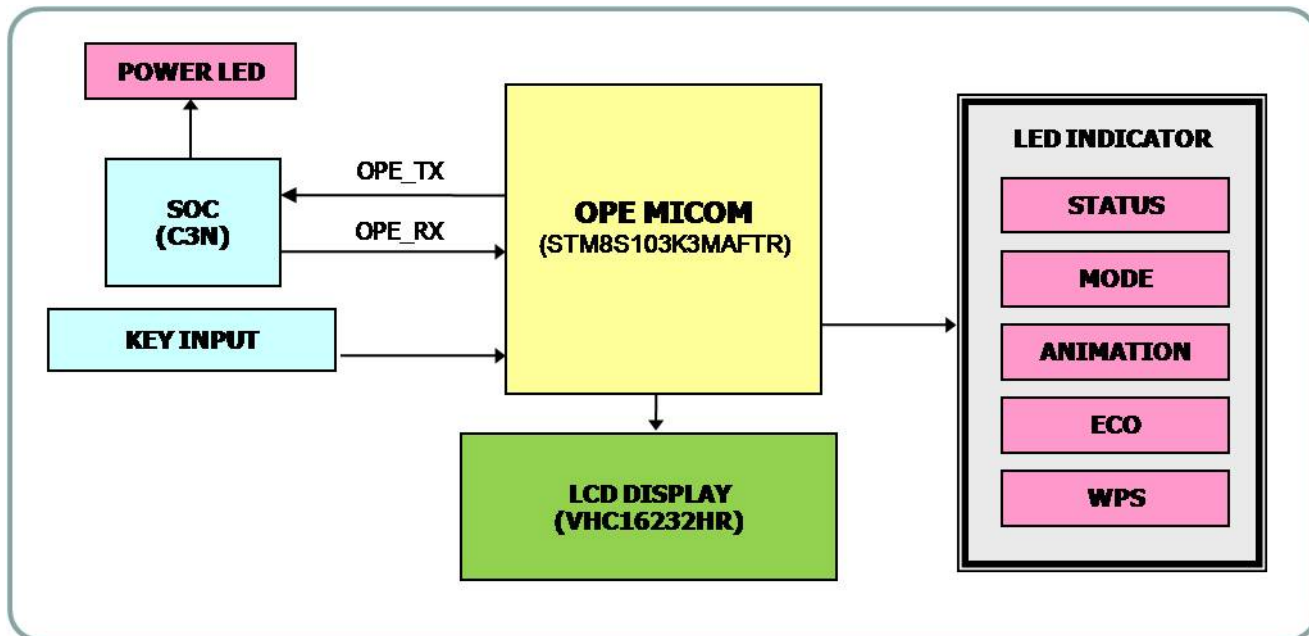 POWER LED
SOC
(C3N)
OPE_TX
OPE_RX
KEY INPUT
OPE MICOM
(STM8S103K3MAFTR)
LCD DISPLAY
(VHC16232HR)
LED INDICATOR
STATUS
MODE
ANIMATION
ECO
WPS